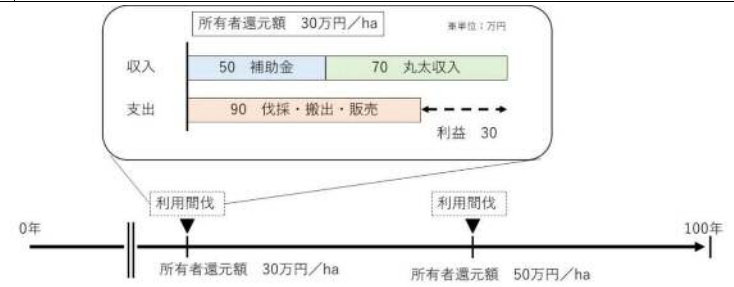 所有者還元額　30万円／ha
※単位：万円
収入
50　補助金
70　丸太収入
支出
90　伐採・搬出・販売
利益　30
利用間伐
利用間伐
0年
100年
所有者還元額　30万円／ha
所有者還元額　50万円／ha